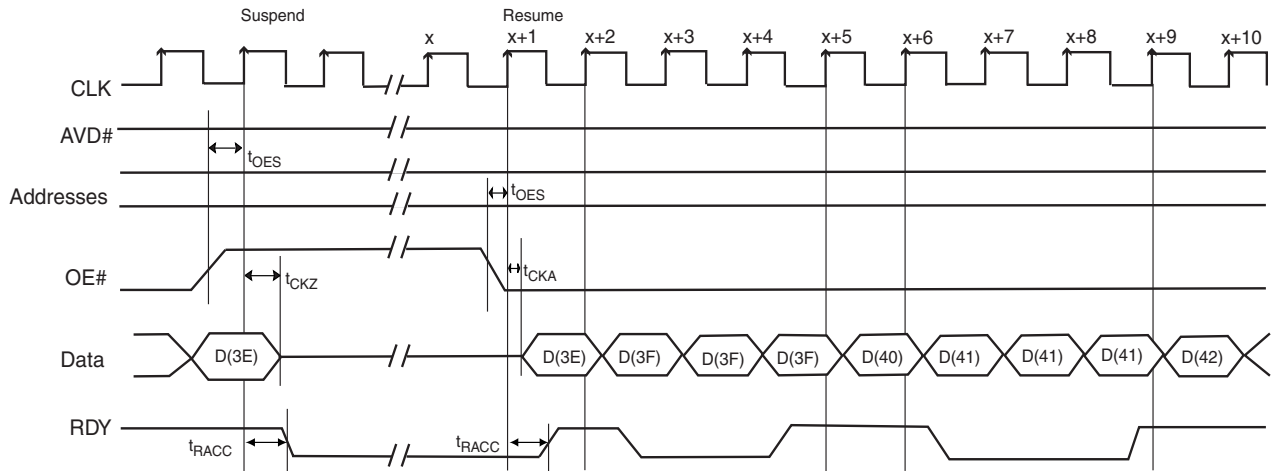 Suspend Resume
x x+1 x+2 x+3 x+4 x+5 x+6 x+7 x+8 x+9 x+10
CLK
AVD#
tOES
Addresses
tOES
OE#
tCKZ
tCKA
Data
D(3E) D(3E) D(3F) D(3F) D(3F) D(40) D(41) D(41) D(41) D(42)
RDY
tRACC tRACC